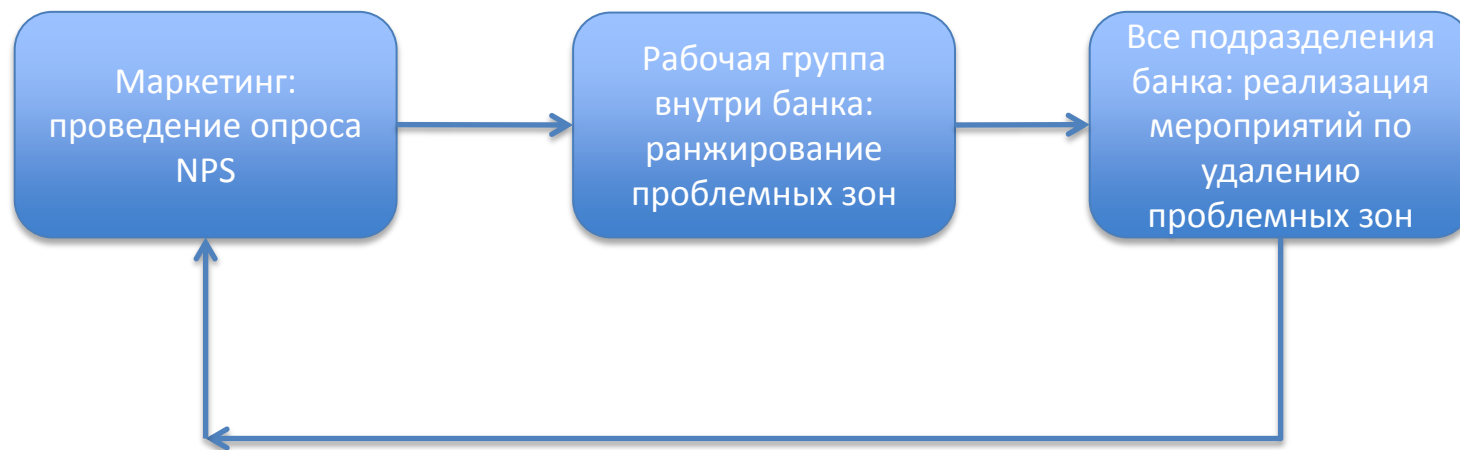 Маркетинг:
проведение опроса
NPS
Рабочая группа
внутри банка:
ранжирование
проблемных зон
Все подразделения
банка: реализация
мероприятий по
удалению
проблемных зон